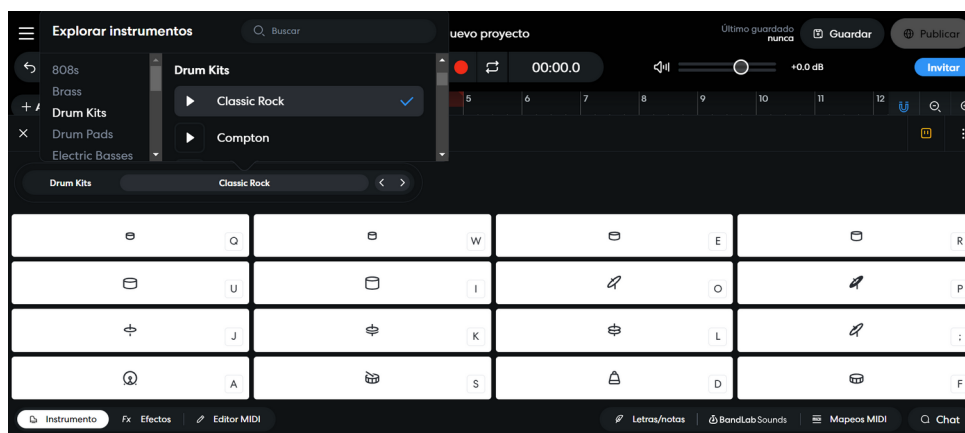 Explorar instrumentos
Buscar
uevo proyecto
Último guardado
nunca
Guardar
Publicar
808s
Brass
Drum Kits
Drum Pads
Electric Basses
Drum Kits
Classic Rock
Compton
00:00.0
+0.0 dB
Invitar
+ A
5 6 7 8 9 10 11 12
Drum Kits
Classic Rock
Q W E R
U I O P
J K L ;
A S D F
Instrumento
Fx Efectos
Editor MIDI
Letras/notas
BandLab Sounds
Mapeos MIDI
Chat